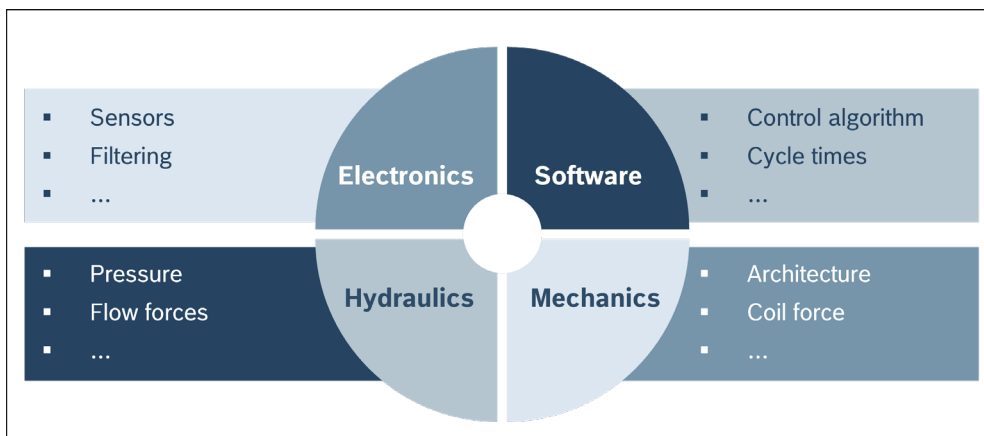 ▪ Sensors
▪ Filtering
▪ ...
Electronics
Software
▪ Control algorithm
▪ Cycle times
▪ ...
▪ Pressure
▪ Flow forces
▪ ...
Hydraulics
Mechanics
▪ Architecture
▪ Coil force
▪ ...